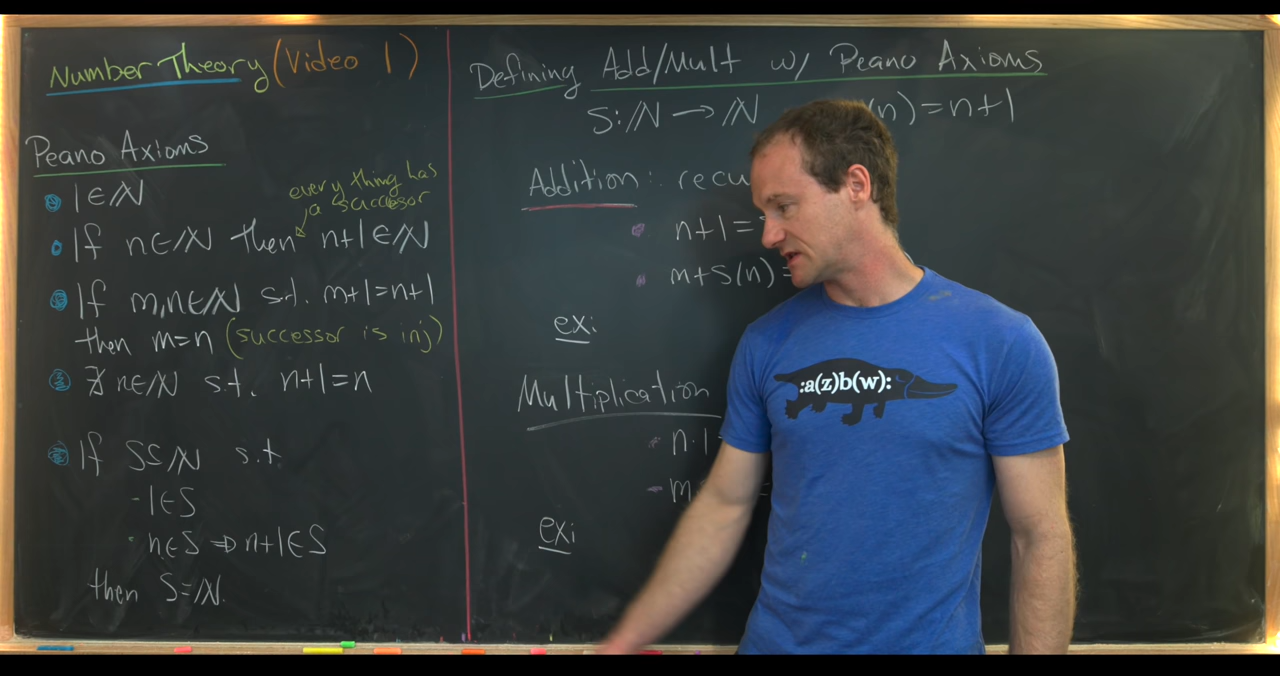 Number Theory (Video 1)
Peano Axioms
1∈ℕ
every thing has
a successor
If n∈ℕ then n+1∈ℕ
If m,n∈ℕ s.t. m+1=n+1
then m=n (successor is inj)
∄ n∈ℕ s.t. n+1=n
If S⊆ℕ s.t.
- 1∈S
· n∈S ⇒ n+1∈S
then S=ℕ.
Defining Add/Mult w/ Peano Axioms
S:ℕ → ℕ (n)=n+1
Addition:
n+1=
m+S(n)=
ex:
Multiplication
n·1
ex:
:a(z)b(w):